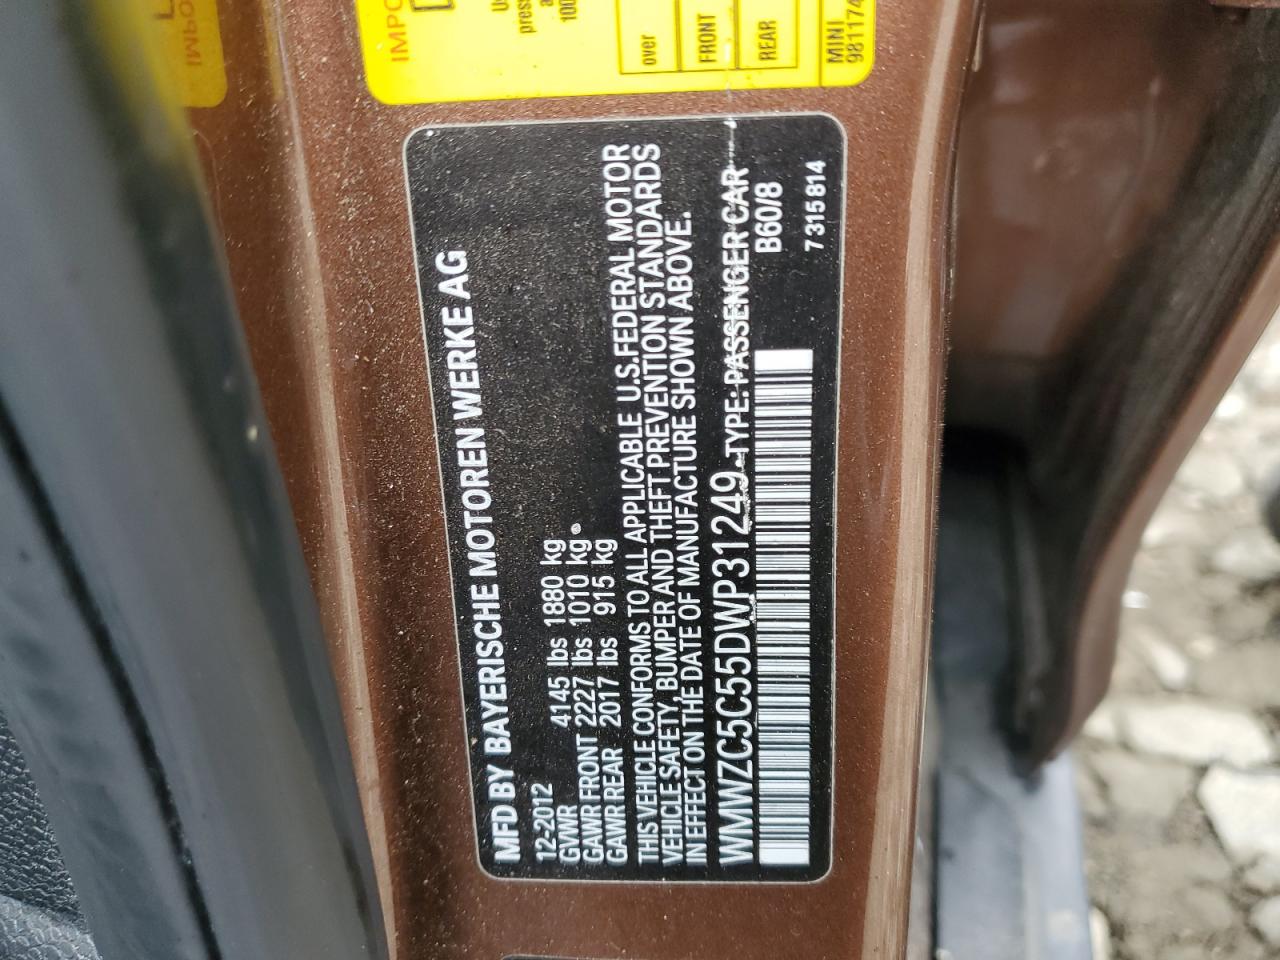 MFD BY BAYERISCHE MOTOREN WERKE AG
12-2012
GVWR 4145 lbs 1880 kg
GAWR FRONT 2227 lbs 1010 kg
GAWR REAR 2017 lbs 915 kg
THIS VEHICLE CONFORMS TO ALL APPLICABLE U.S.FEDERAL MOTOR
VEHICLE SAFETY, BUMPER AND THEFT PREVENTION STANDARDS
IN EFFECT ON THE DATE OF MANUFACTURE SHOWN ABOVE.
WMWZC5C55DWP31249 TYPE: PASSENGER CAR
B60/8
7315814
over
FRONT
REAR
MINI